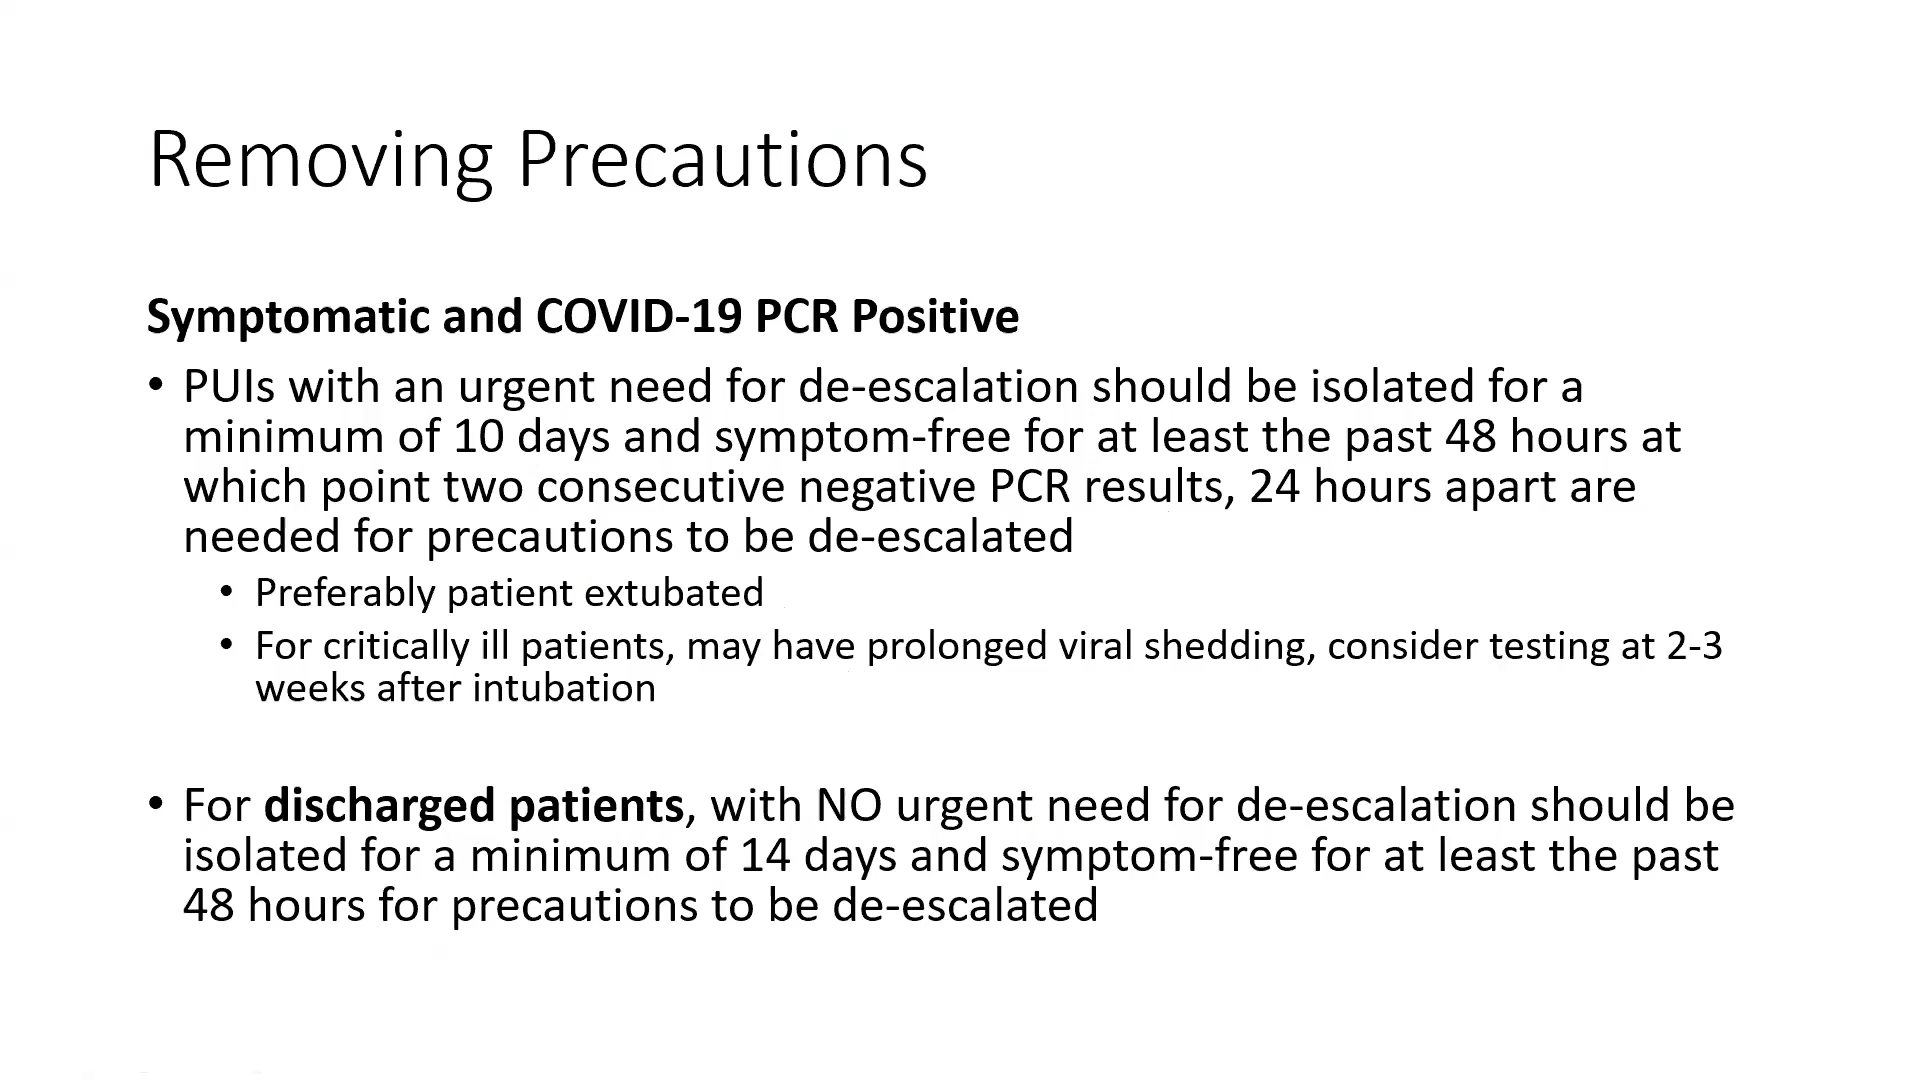 Removing Precautions
Symptomatic and COVID-19 PCR Positive
• PUIs with an urgent need for de-escalation should be isolated for a
minimum of 10 days and symptom-free for at least the past 48 hours at
which point two consecutive negative PCR results, 24 hours apart are
needed for precautions to be de-escalated
• Preferably patient extubated
• For critically ill patients, may have prolonged viral shedding, consider testing at 2-3
weeks after intubation
• For discharged patients, with NO urgent need for de-escalation should be
isolated for a minimum of 14 days and symptom-free for at least the past
48 hours for precautions to be de-escalated